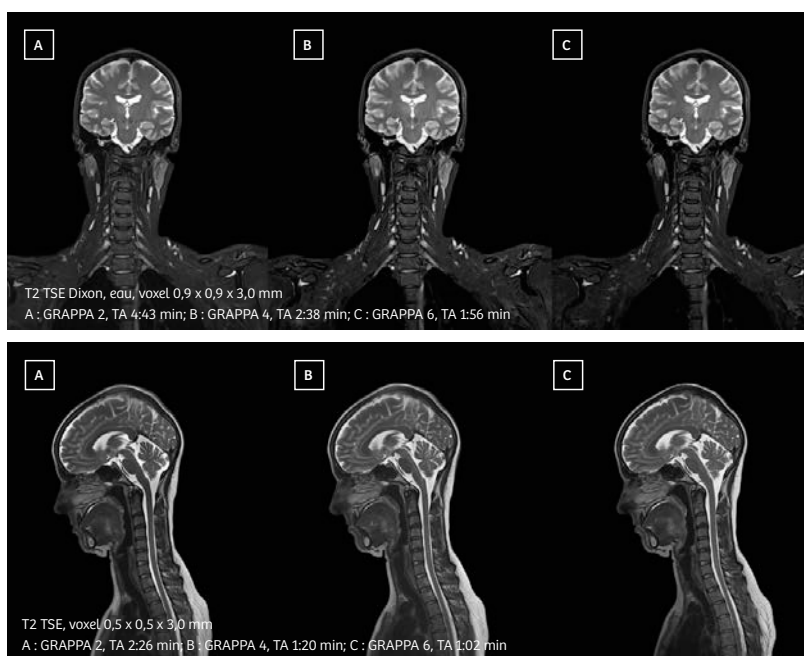 A
B
C
T2 TSE Dixon, eau, voxel 0,9 x 0,9 x 3,0 mm
A : GRAPPA 2, TA 4:43 min; B : GRAPPA 4, TA 2:38 min; C : GRAPPA 6, TA 1:56 min
A
B
C
T2 TSE, voxel 0,5 x 0,5 x 3,0 mm
A : GRAPPA 2, TA 2:26 min; B : GRAPPA 4, TA 1:20 min; C : GRAPPA 6, TA 1:02 min